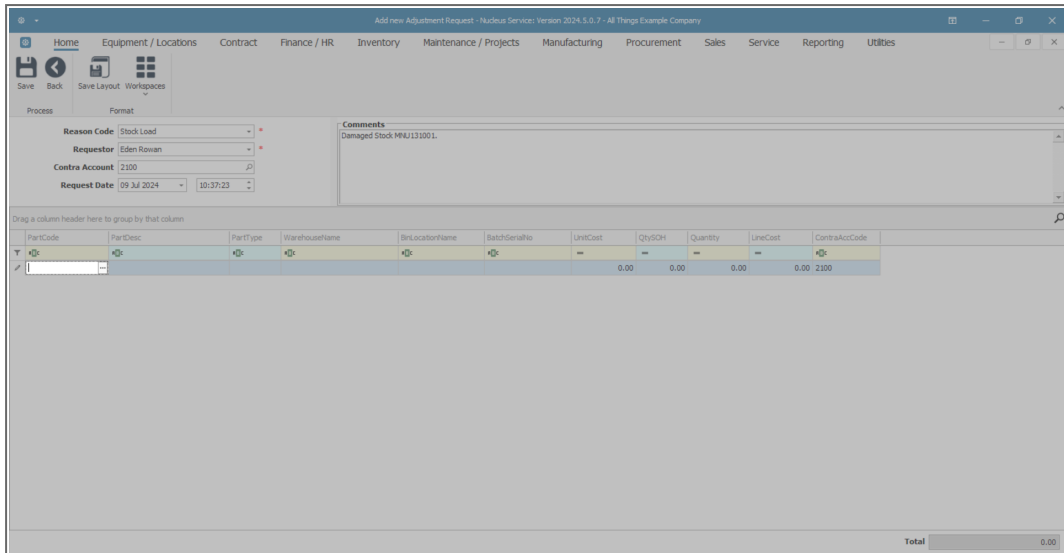 Add new Adjustment Request - Nucleus Service: Version 2024.5.0.7 - All Things Example Company
Home Equipment / Locations Contract Finance / HR Inventory Maintenance / Projects Manufacturing Procurement Sales Service Reporting Utilities
Save Back Save Layout Workspaces
Process Format
Reason Code Stock Load *
Requestor Eden Rowan *
Contra Account 2100
Request Date 09 Jul 2024 10:37:23
Comments
Damaged Stock MNU131001.
Drag a column header here to group by that column
PartCode PartDesc PartType WarehouseName BinLocationName BatchSerialNo UnitCost QtySOH Quantity LineCost ContraAccCode
0.00 0.00 0.00 0.00 2100
Total 0.00